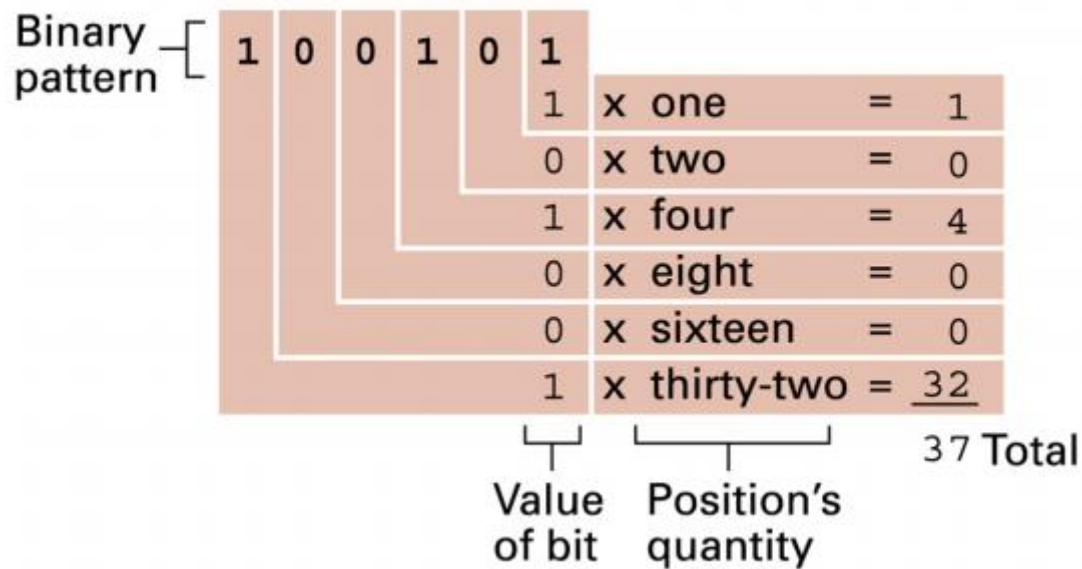 Binary
pattern
1 0 0 1 0 1
1 x one = 1
0 x two = 0
1 x four = 4
0 x eight = 0
0 x sixteen = 0
1 x thirty-two = 32
37 Total
Value
of bit
Position's
quantity